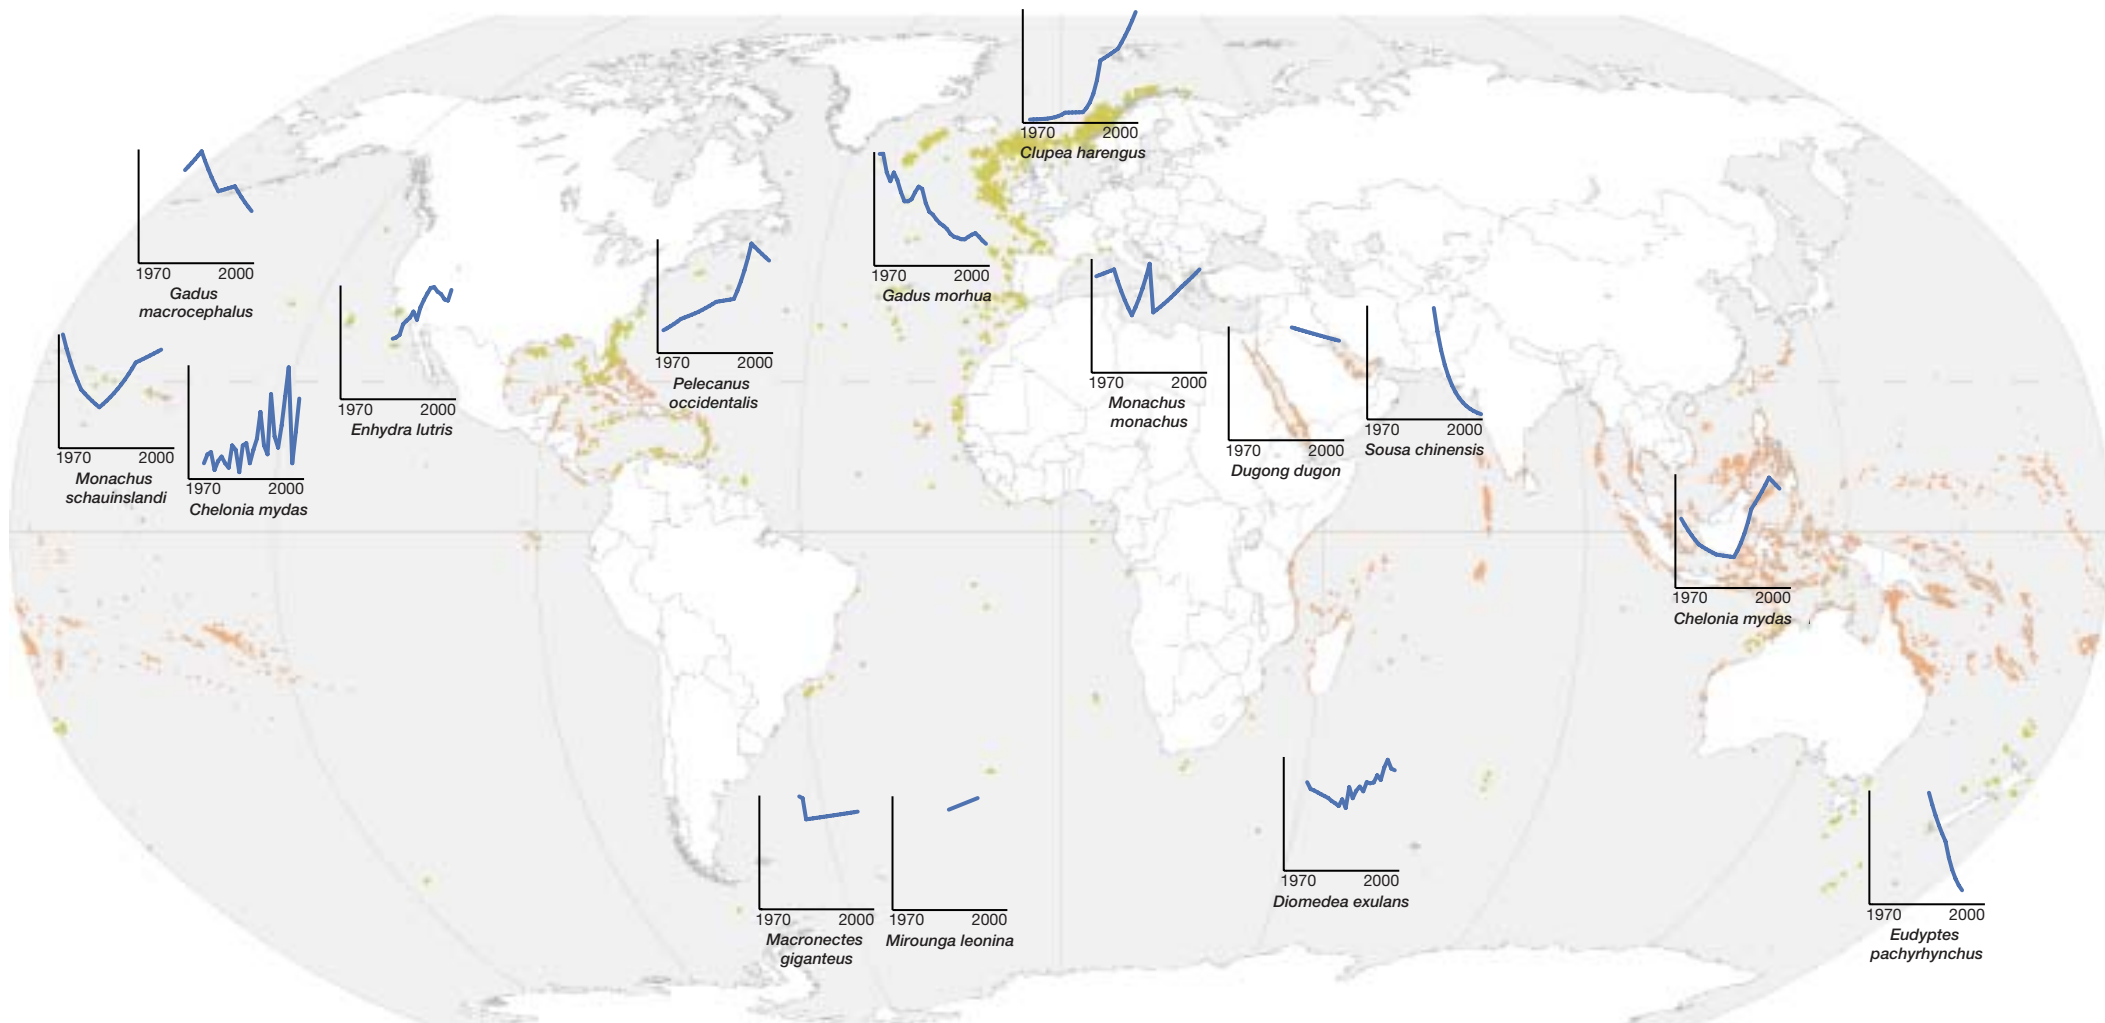 1970 2000
Clupea harengus
1970 2000
Gadus
macrocephalus
1970 2000
Gadus morhua
1970 2000
Pelecanus
occidentalis
1970 2000
Monachus
monachus
1970 2000
Enhydra lutris
1970 2000
Monachus
schauinslandi
1970 2000
Chelonia mydas
1970 2000
Dugong dugon
1970 2000
Sousa chinensis
1970 2000
Chelonia mydas
1970 2000
Macronectes
giganteus
1970 2000
Mirounga leonina
1970 2000
Diomedea exulans
1970 2000
Eudyptes
pachyrhynchus